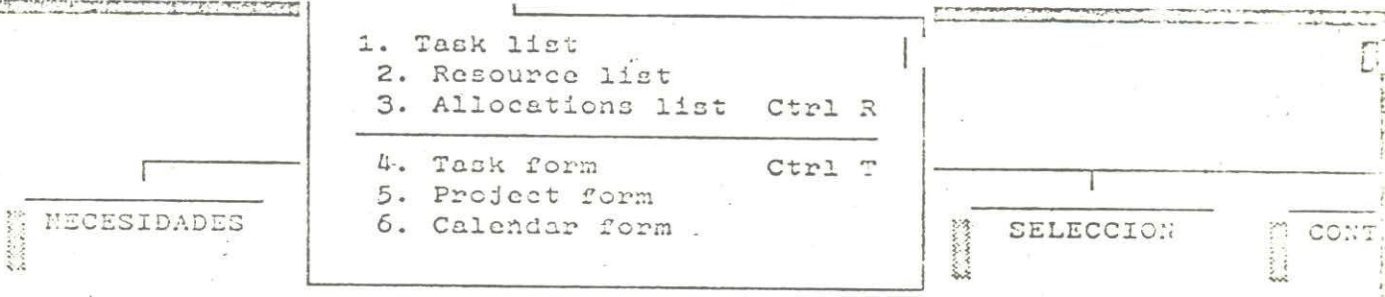 1. Task list
2. Resource list
3. Allocations list Ctrl R
4. Task form Ctrl T
5. Project form
6. Calendar form
NECESIDADES
SELECCION
CONT